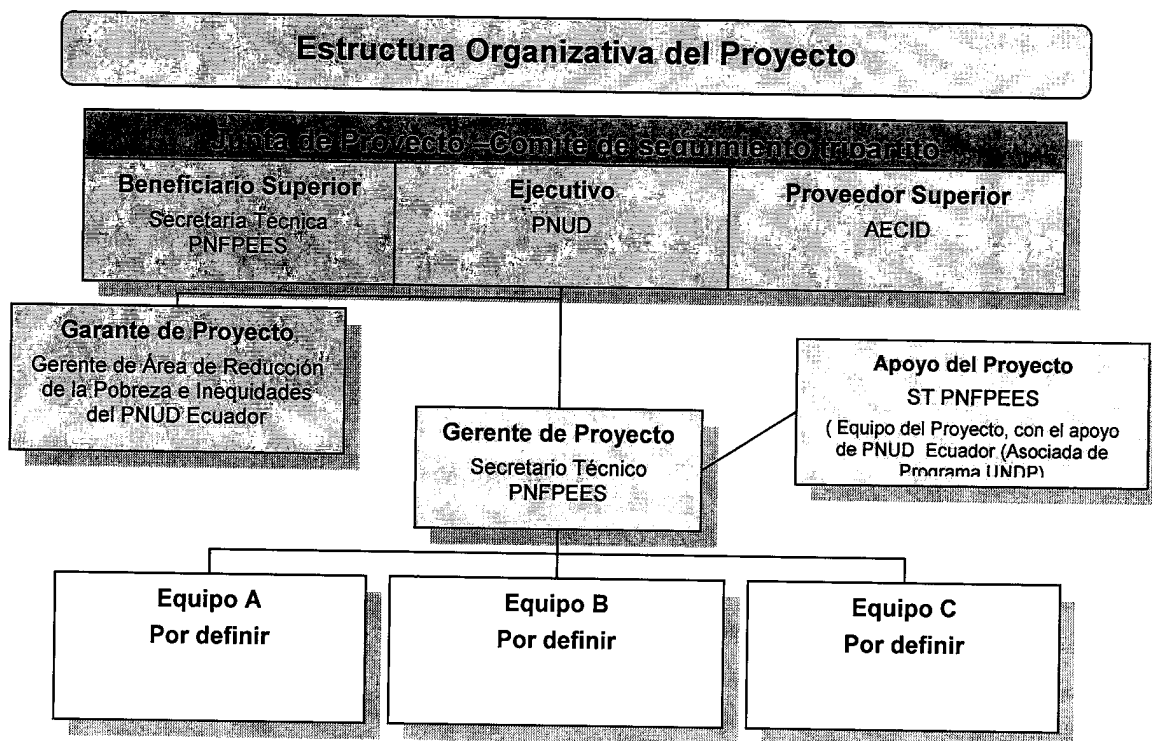 Estructura Organizativa del Proyecto
Junta de Proyecto –Comité de seguimiento tripartito
Beneficiario Superior
Secretaria Técnica
PNFPEES
Ejecutivo
PNUD
Proveedor Superior
AECID
Garante de Proyecto
Gerente de Área de Reducción
de la Pobreza e Inequidades
del PNUD Ecuador
Apoyo del Proyecto
ST PNFPEES
( Equipo del Proyecto, con el apoyo
de PNUD Ecuador (Asociada de
Programa UNDP)
Gerente de Proyecto
Secretario Técnico
PNFPEES
Equipo A
Por definir
Equipo B
Por definir
Equipo C
Por definir